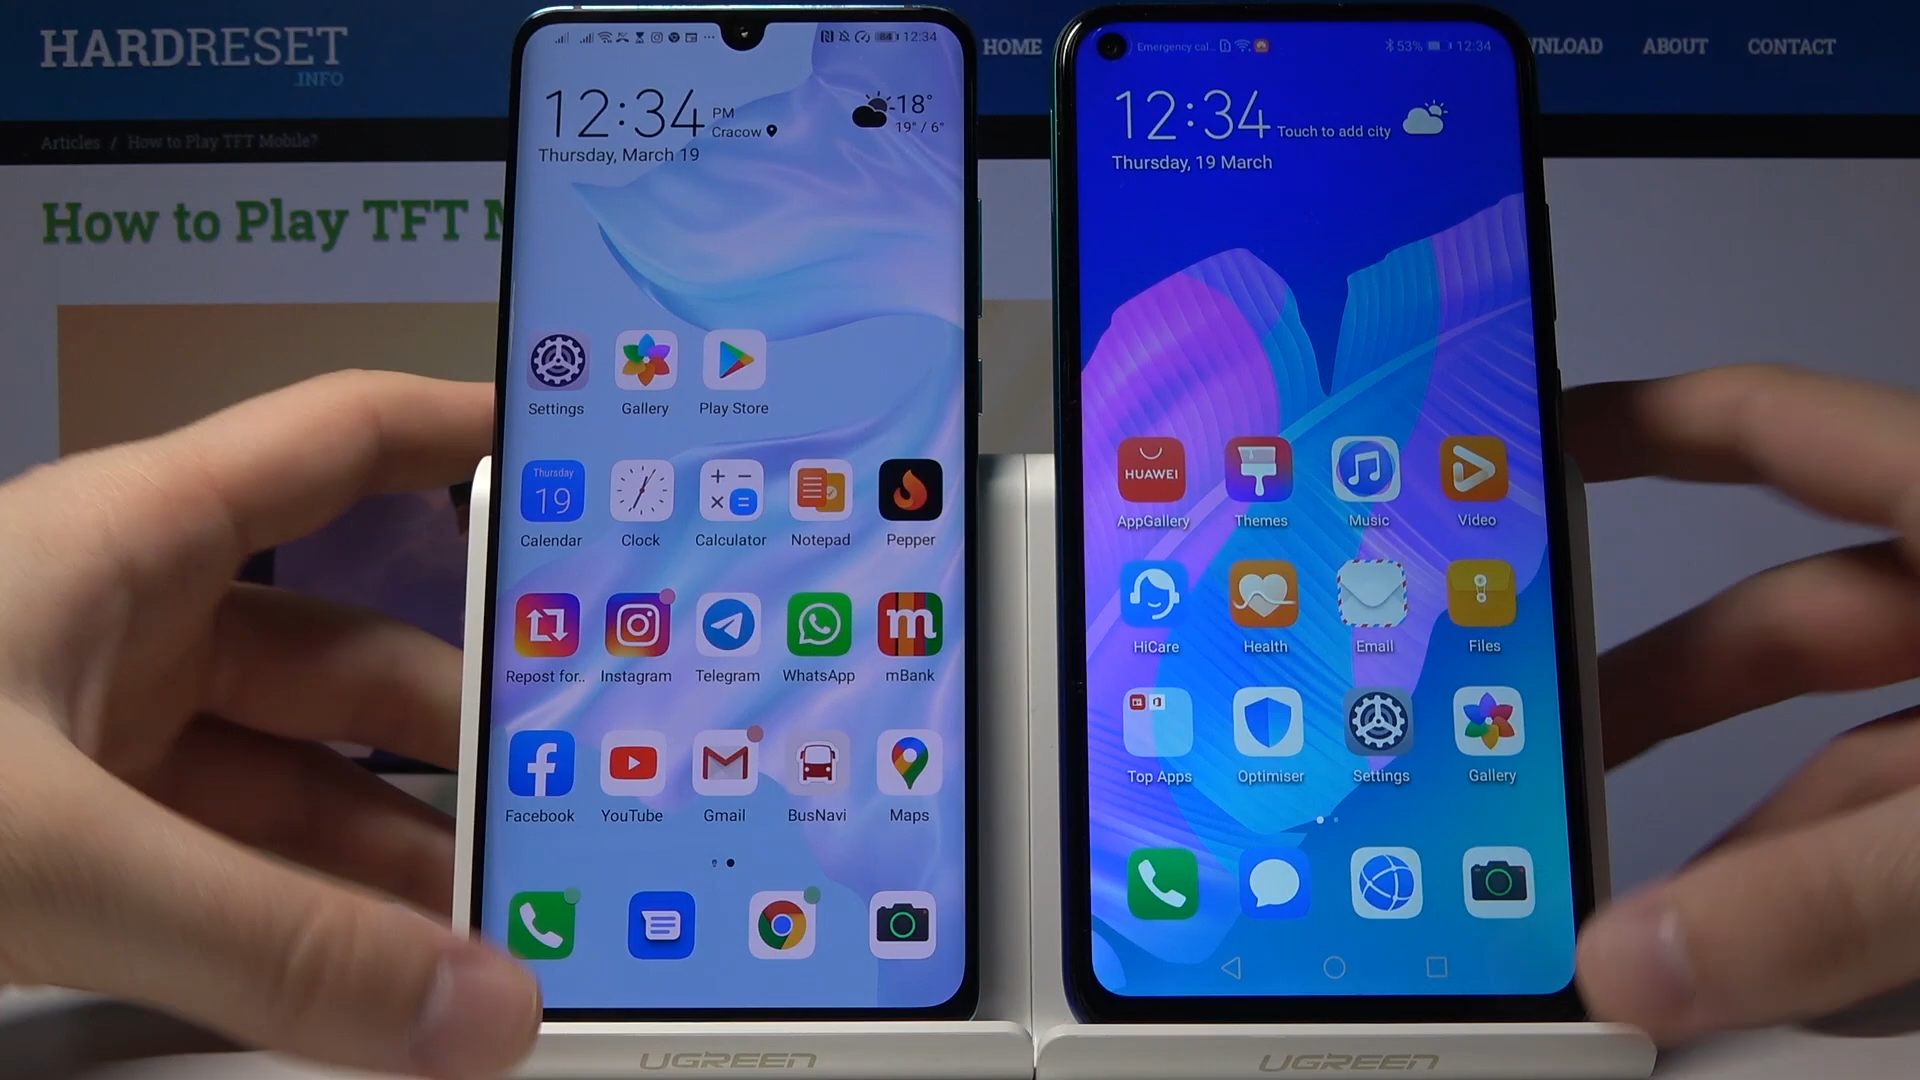 HARDRESET
.INFO
HOME
NLOAD
ABOUT
CONTACT
Articles / How to Play TFT Mobile?
How to Play TFT M
12:34
12:34
PM
Cracow
18°
19° / 6°
Thursday, March 19
Settings
Gallery
Play Store
Thursday
19
Calendar
Clock
Calculator
Notepad
Pepper
Repost for..
Instagram
Telegram
WhatsApp
m
mBank
Facebook
YouTube
Gmail
BusNavi
Maps
UGREEN
Emergency cal...
53%
12:34
12:34
Touch to add city
Thursday, 19 March
HUAWEI
AppGallery
Themes
Music
Video
HiCare
Health
Email
Files
Top Apps
Optimiser
Settings
Gallery
UGREEN